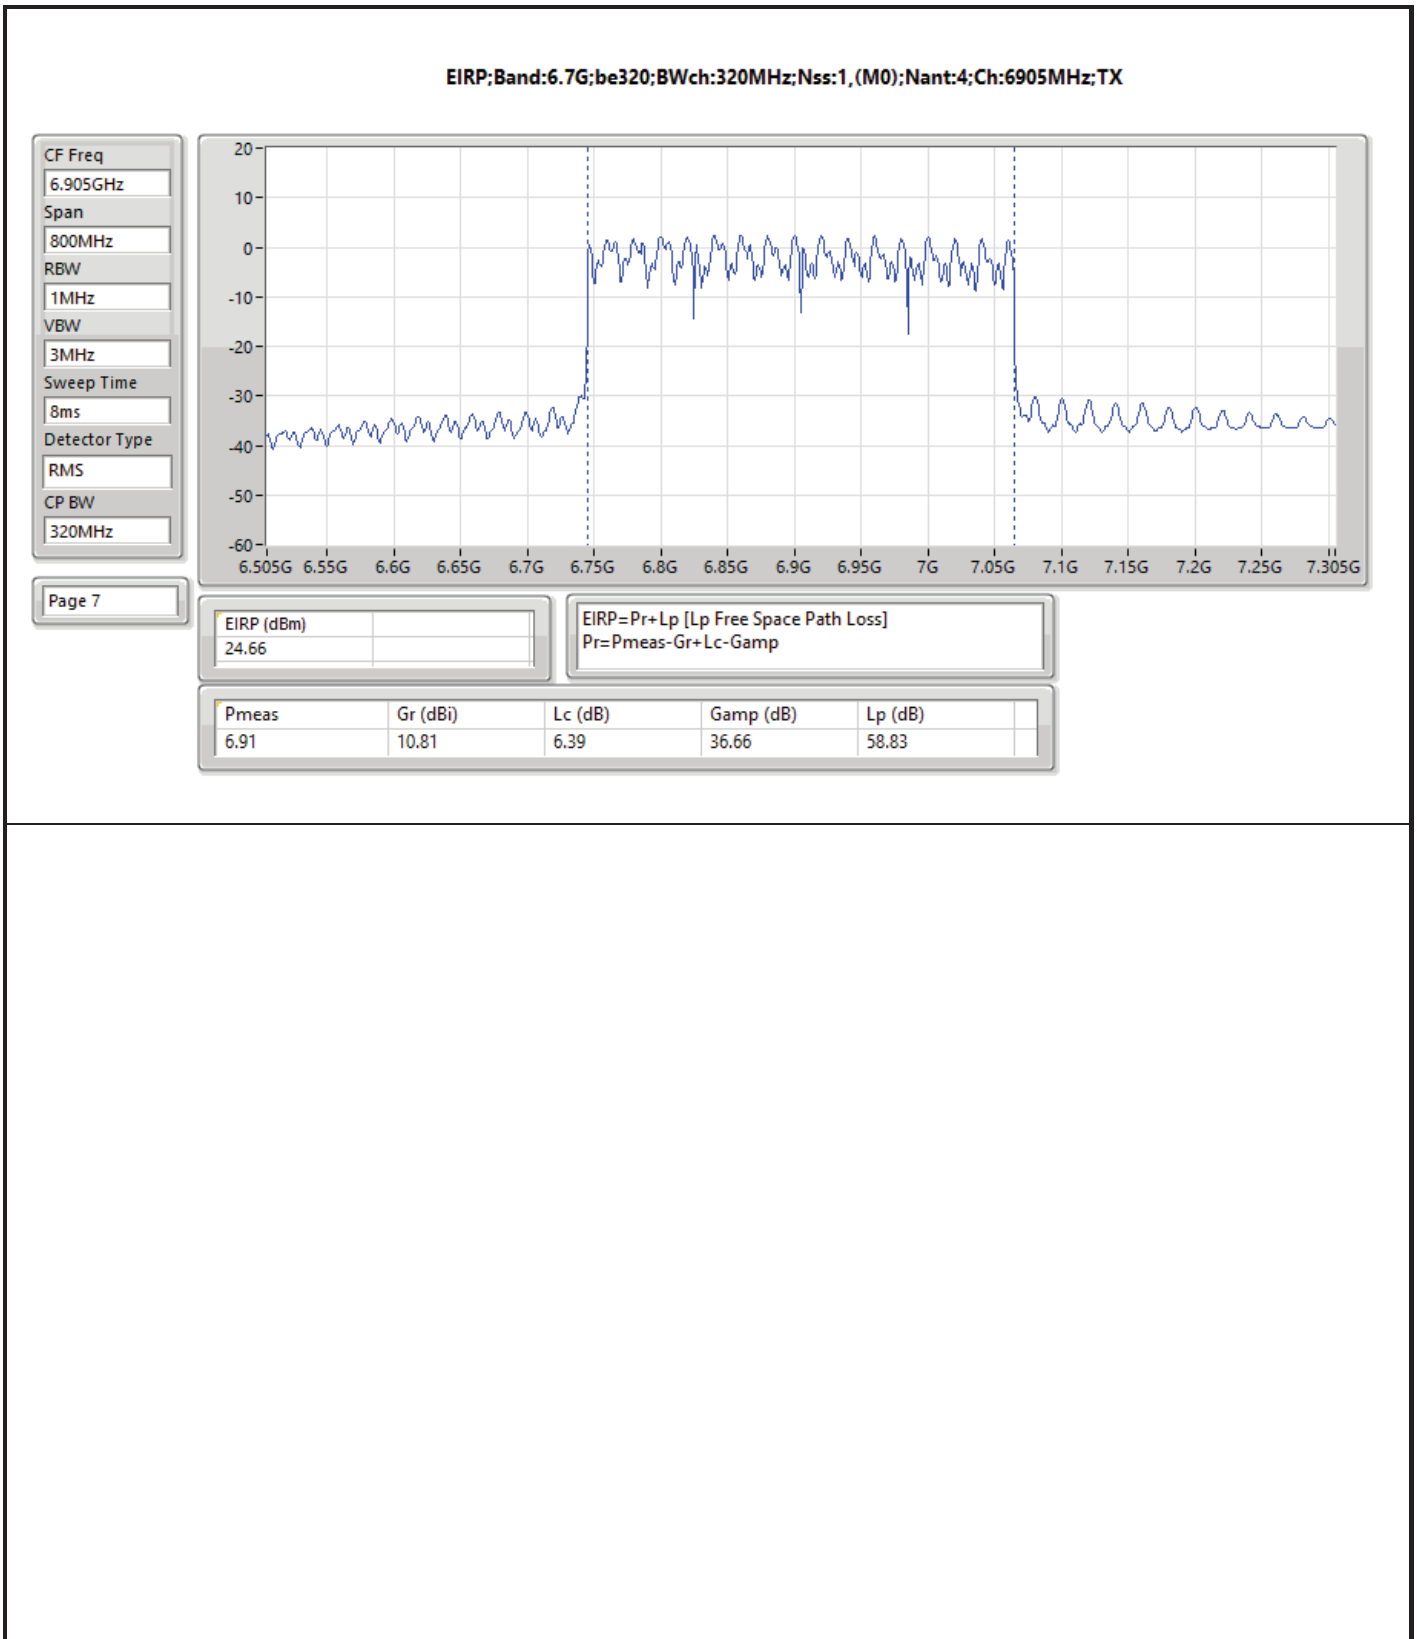 EIRP;Band:6.7G;be320;BWch:320MHz;Nss:1,(M0);Nant:4;Ch:6905MHz;TX
CF Freq
6.905GHz
Span
800MHz
RBW
1MHz
VBW
3MHz
Sweep Time
8ms
Detector Type
RMS
CP BW
320MHz
Page 7
20
10
0
-10
-20
-30
-40
-50
-60
6.505G 6.55G 6.6G 6.65G 6.7G 6.75G 6.8G 6.85G 6.9G 6.95G 7G 7.05G 7.1G 7.15G 7.2G 7.25G 7.305G
EIRP (dBm)
24.66
EIRP=Pr+Lp [Lp Free Space Path Loss]
Pr=Pmeas-Gr+Lc-Gamp
Pmeas Gr (dBi) Lc (dB) Gamp (dB) Lp (dB)
6.91 10.81 6.39 36.66 58.83